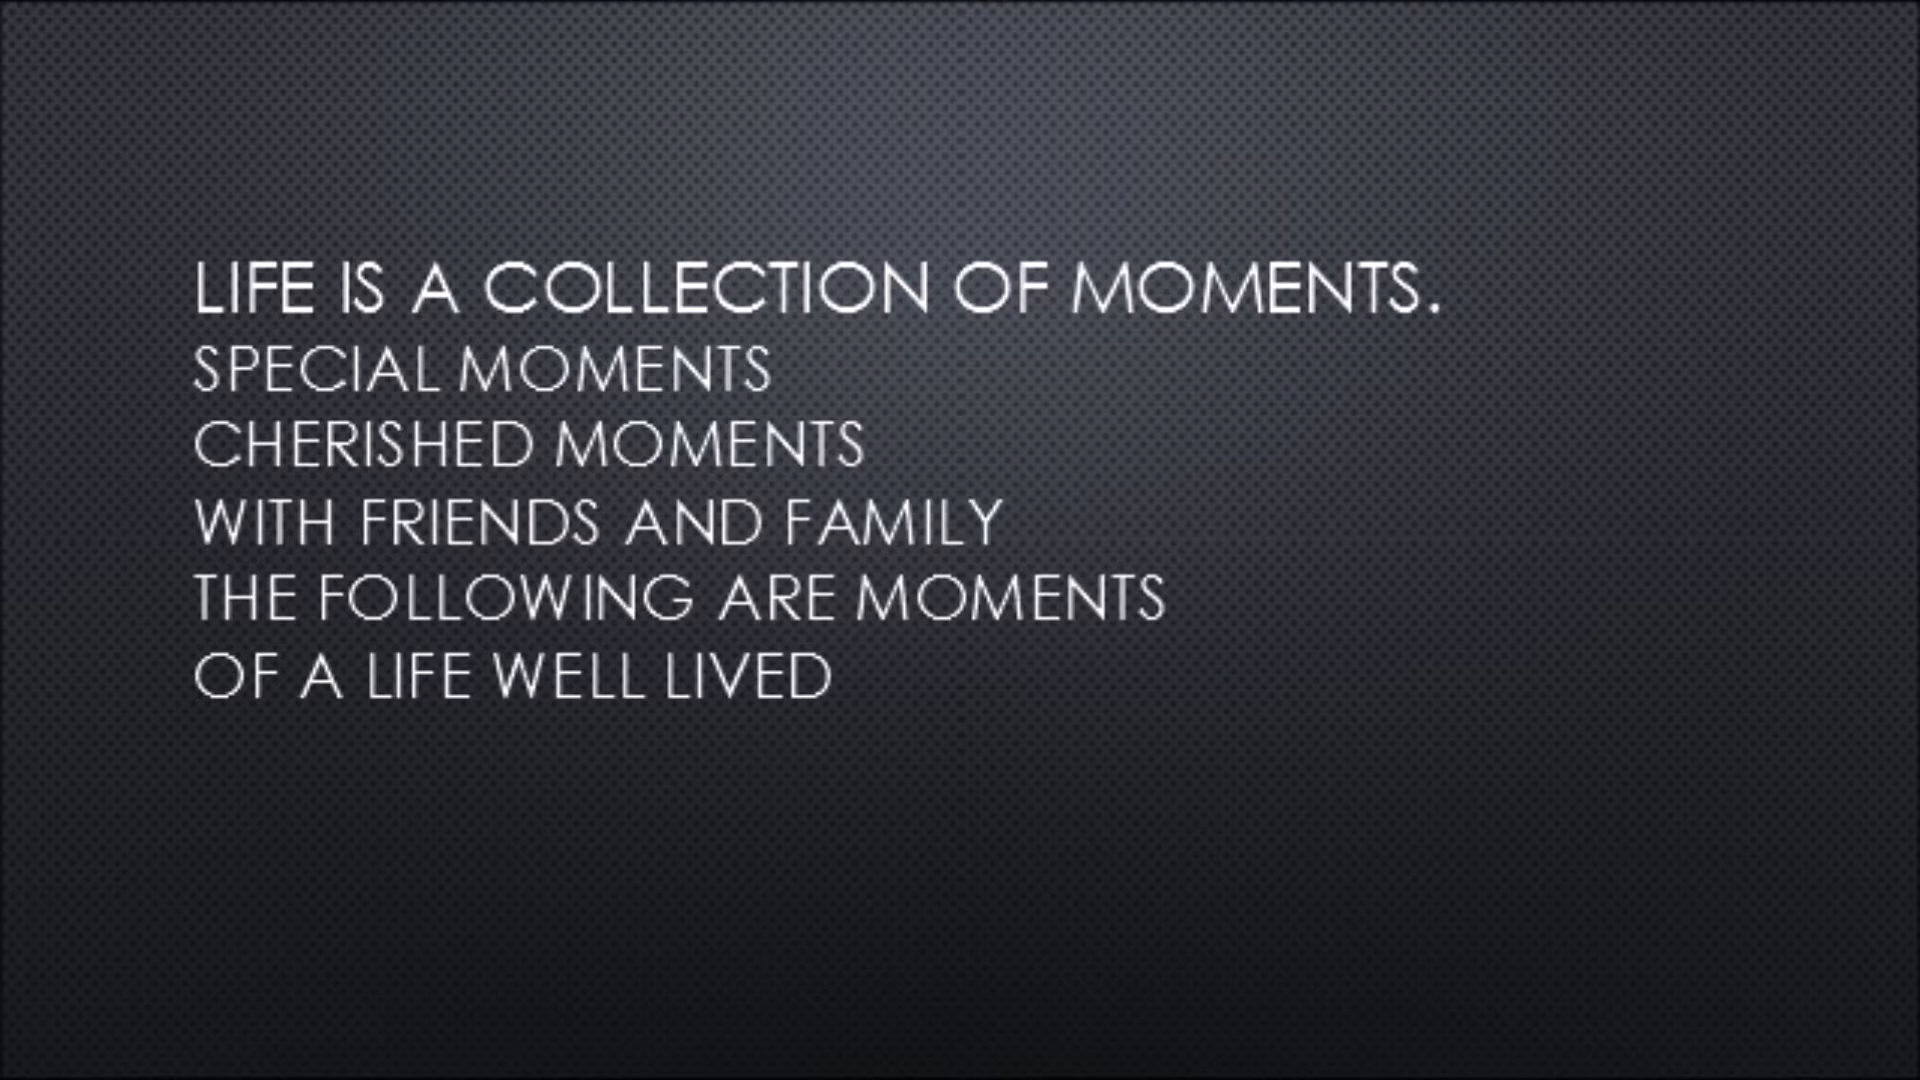 LIFE IS A COLLECTION OF MOMENTS.
SPECIAL MOMENTS
CHERISHED MOMENTS
WITH FRIENDS AND FAMILY
THE FOLLOWING ARE MOMENTS
OF A LIFE WELL LIVED